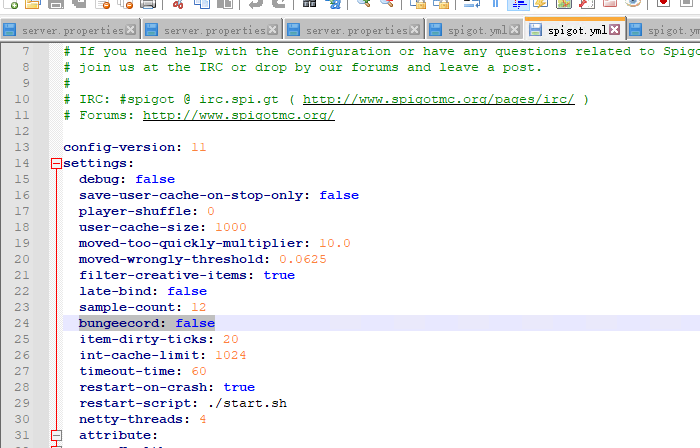 server.properties server.properties server.properties spigot.yml spigot.yml spigot.yml
7 # If you need help with the configuration or have any questions related to Spigo
8 # join us at the IRC or drop by our forums and leave a post.
9 #
10 # IRC: #spigot @ irc.spi.gt ( http://www.spigotmc.org/pages/irc/ )
11 # Forums: http://www.spigotmc.org/
12
13 config-version: 11
14 settings:
15 debug: false
16 save-user-cache-on-stop-only: false
17 player-shuffle: 0
18 user-cache-size: 1000
19 moved-too-quickly-multiplier: 10.0
20 moved-wrongly-threshold: 0.0625
21 filter-creative-items: true
22 late-bind: false
23 sample-count: 12
24 bungeecord: false
25 item-dirty-ticks: 20
26 int-cache-limit: 1024
27 timeout-time: 60
28 restart-on-crash: true
29 restart-script: ./start.sh
30 netty-threads: 4
31 attribute: